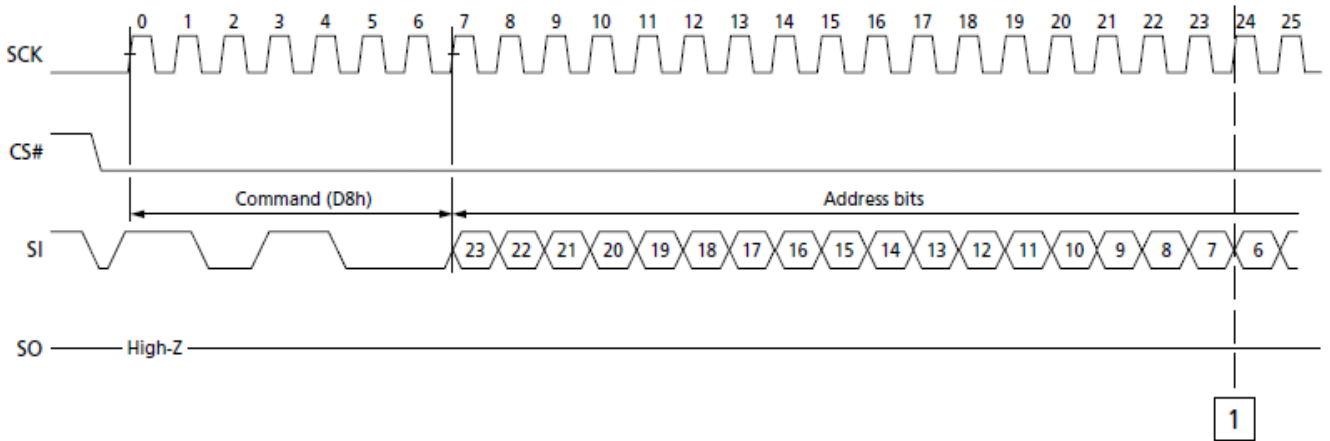 0 1 2 3 4 5 6 7 8 9 10 11 12 13 14 15 16 17 18 19 20 21 22 23 24 25
SCK
CS#
Command (D8h) Address bits
SI 23 22 21 20 19 18 17 16 15 14 13 12 11 10 9 8 7 6
SO High-Z
1